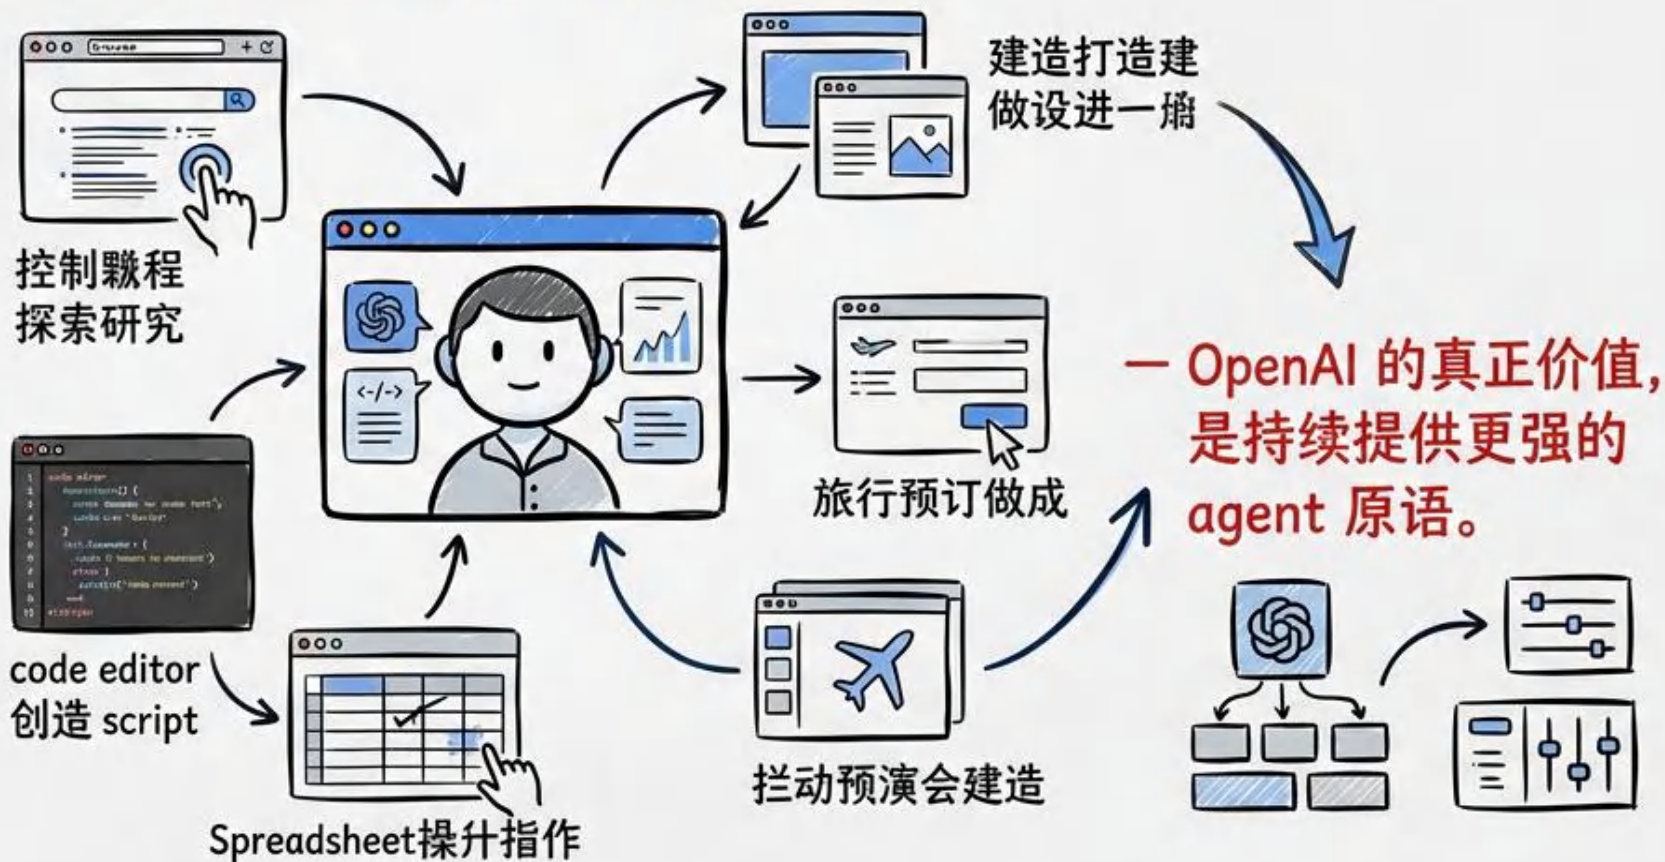 建造打造建
做设进一
控制程
探索研究
— OpenAI 的真正价值,
是持续提供更强的
agent 原语。
<-/->
旅行预订做成
code editor
创造 script
拦动预演会建造
Spreadsheet操升指作